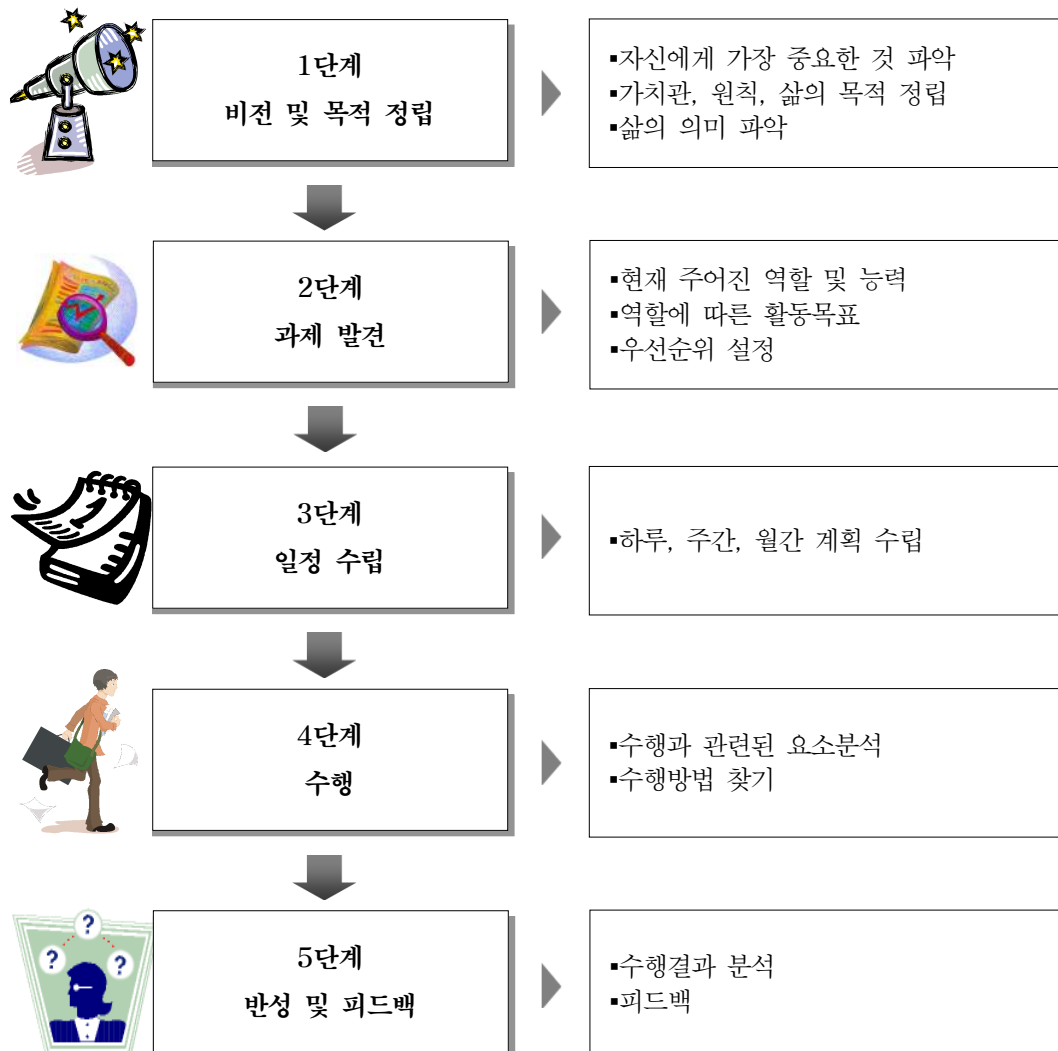 1단계
비전 및 목적 정립
▪자신에게 가장 중요한 것 파악
▪가치관, 원칙, 삶의 목적 정립
▪삶의 의미 파악
2단계
과제 발견
▪현재 주어진 역할 및 능력
▪역할에 따른 활동목표
▪우선순위 설정
3단계
일정 수립
▪하루, 주간, 월간 계획 수립
4단계
수행
▪수행과 관련된 요소분석
▪수행방법 찾기
?
?
?
5단계
반성 및 피드백
▪수행결과 분석
▪피드백